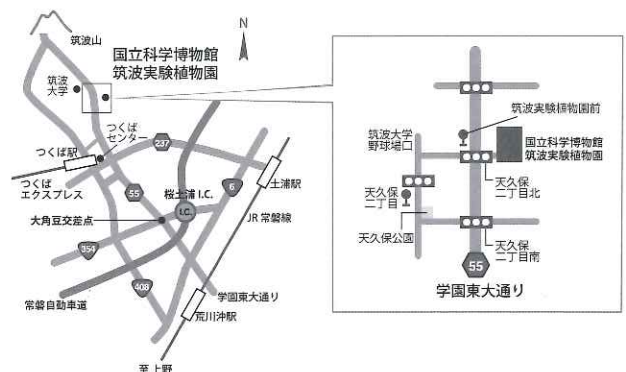 N
筑波山
国立科学博物館
筑波実験植物園
筑波
大学
つくば
センター
つくば駅
つくば
エクスプレス
237
55
桜土浦 I.C.
I.C.
6
土浦駅
JR 常磐線
大角豆交差点
354
408
常磐自動車道
学園東大通り
荒川沖駅
至 上野
筑波実験植物園前
筑波大学
野球場口
国立科学博物館
筑波実験植物園
天久保
二丁目北
天久保
二丁目
天久保公園
天久保
二丁目南
55
学園東大通り